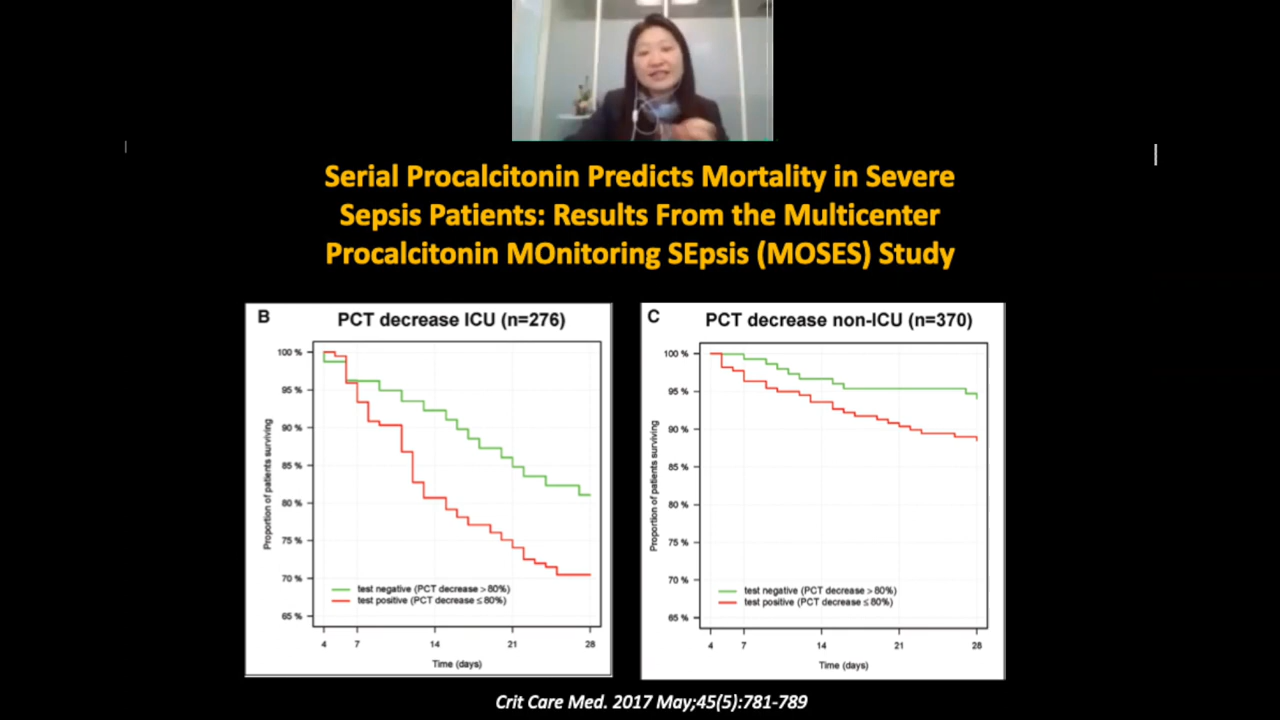 Serial Procalcitonin Predicts Mortality in Severe
Sepsis Patients: Results From the Multicenter
Procalcitonin MOnitoring SEpsis (MOSES) Study
B
PCT decrease ICU (n=276)
100 %
95 %
90 %
85 %
80 %
75 %
70 %
65 %
Proportion of patients surviving
test negative (PCT decrease > 80%)
test positive (PCT decrease ≤ 80%)
4 7 14 21 28
Time (days)
C
PCT decrease non-ICU (n=370)
100 %
95 %
90 %
85 %
80 %
75 %
70 %
65 %
Proportion of patients surviving
test negative (PCT decrease > 80%)
test positive (PCT decrease ≤ 80%)
4 7 14 21 28
Time (days)
Crit Care Med. 2017 May;45(5):781-789